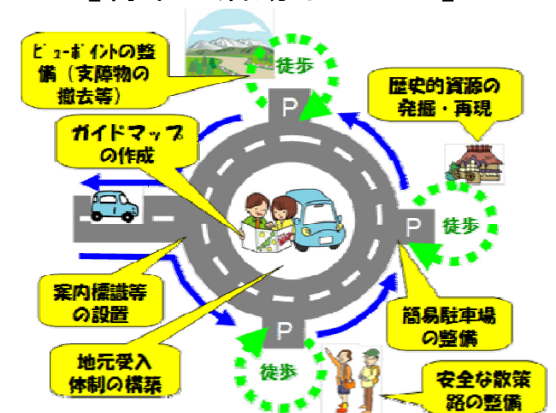 ビューポイントの整
備（支障物の
撤去等）
徒歩
歴史的資源の
発掘・再現
P
ガイドマップ
の作成
P
徒歩
案内標識等
の設置
簡易駐車場
の整備
P
地元受入
体制の構築
徒歩
安全な散策
路の整備